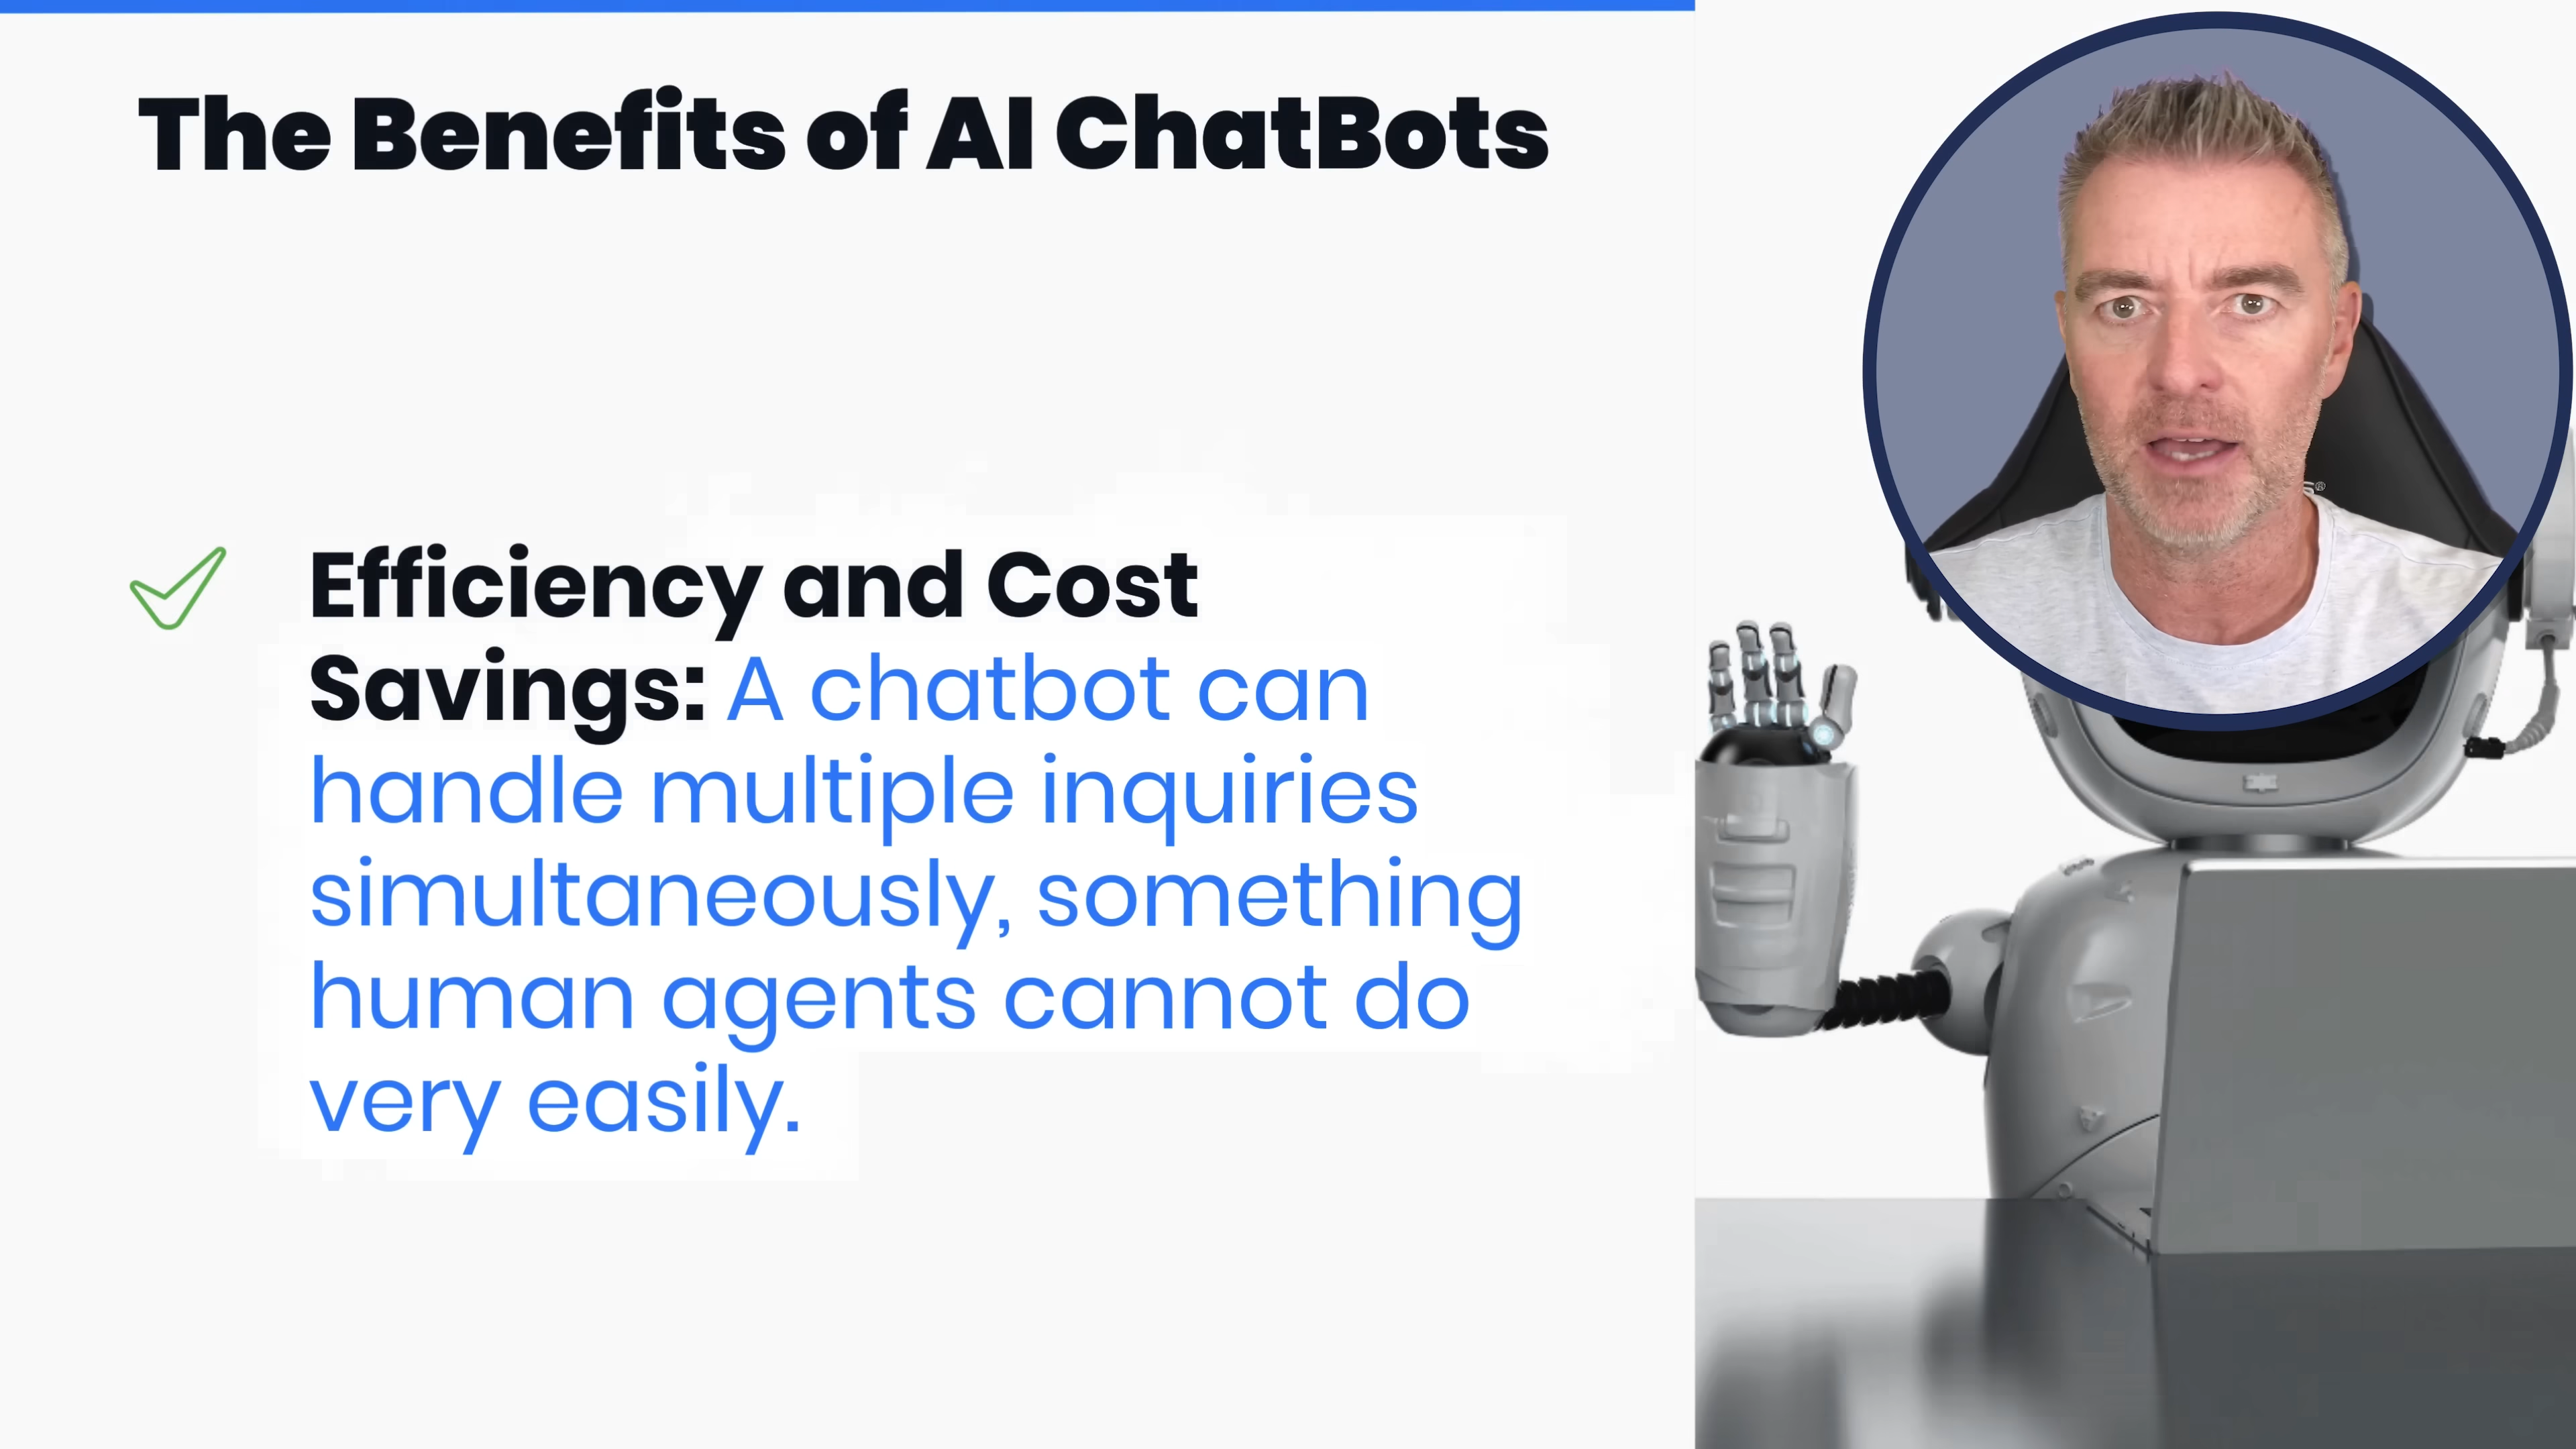 The Benefits of AI ChatBots
Efficiency and Cost
Savings: A chatbot can
handle multiple inquiries
simultaneously, something
human agents cannot do
very easily.